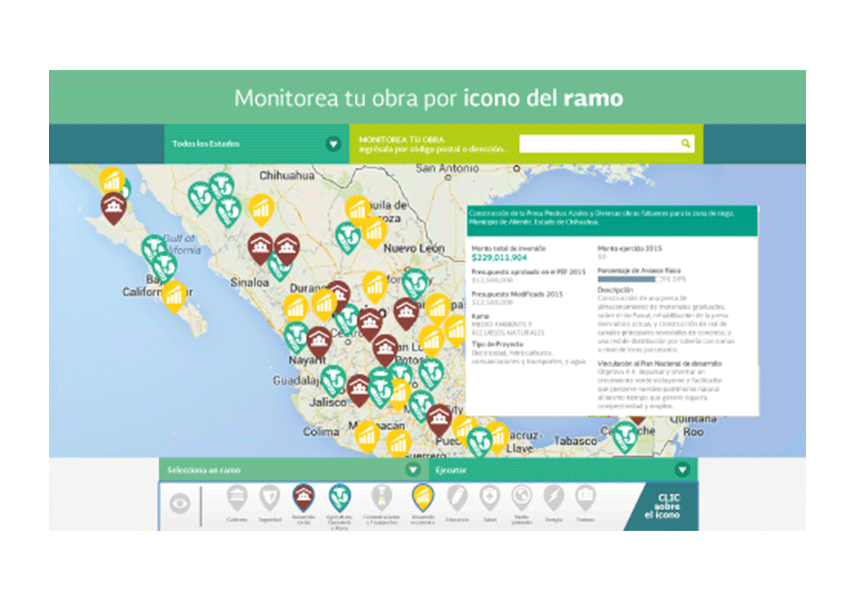 Monitorea tu obra por icono del ramo
Todos los Estados
MONITOREA TU OBRA
ingrésala por código postal o dirección...
Chihuahua
San Antonio
Gulf of
California
Nuevo León
Sinaloa
Durang
Monterrey
Nayarit
San Lu
Potosí
Guadalaja
Jalisco
Colima
Pueb
eracruz-
Llave
Tabasco
Quintana
Roo
Construcción de la Presa Piedras Azules y Diversas obras faltantes para la zona de riego,
Municipio de Allende, Estado de Chihuahua.
Monto total de inversión
$229,011,904
Presupuesto aprobado en el PEF 2015
$12,500,000
Presupuesto Modificado 2015
$12,500,000
Ramo
MEDIO AMBIENTE Y
RECURSOS NATURALES
Tipo de Proyecto
Electricidad, hidrocarburos,
comunicaciones y transportes, y agua
Monto ejercido 2015
$0
Porcentaje de Avance físico
Descripción
Construcción de una presa de
almacenamiento de materiales graduados,
sobre el río Parral, rehabilitación de la presa
derivadora actual, y construcción de red de
canales principales revestidos de concreto, y
una red de distribución por tubería con tomas
a nivel de lotes parcelarios.
Vinculación al Plan Nacional de desarrollo
Objetivo 4.4 Impulsar y orientar un
crecimiento verde incluyente y facilitador
que preserve nuestro patrimonio natural
al mismo tiempo que genere riqueza,
competitividad y empleo.
Selecciona un ramo
Ejecutor
Gobierno
Seguridad
Desarrollo
social
Agricultura,
Ganadería
y Pesca
Comunicaciones
y Transportes
Desarrollo
económico
Educación
Salud
Medio
ambiente
Energía
Turismo
CLIC
sobre
el icono